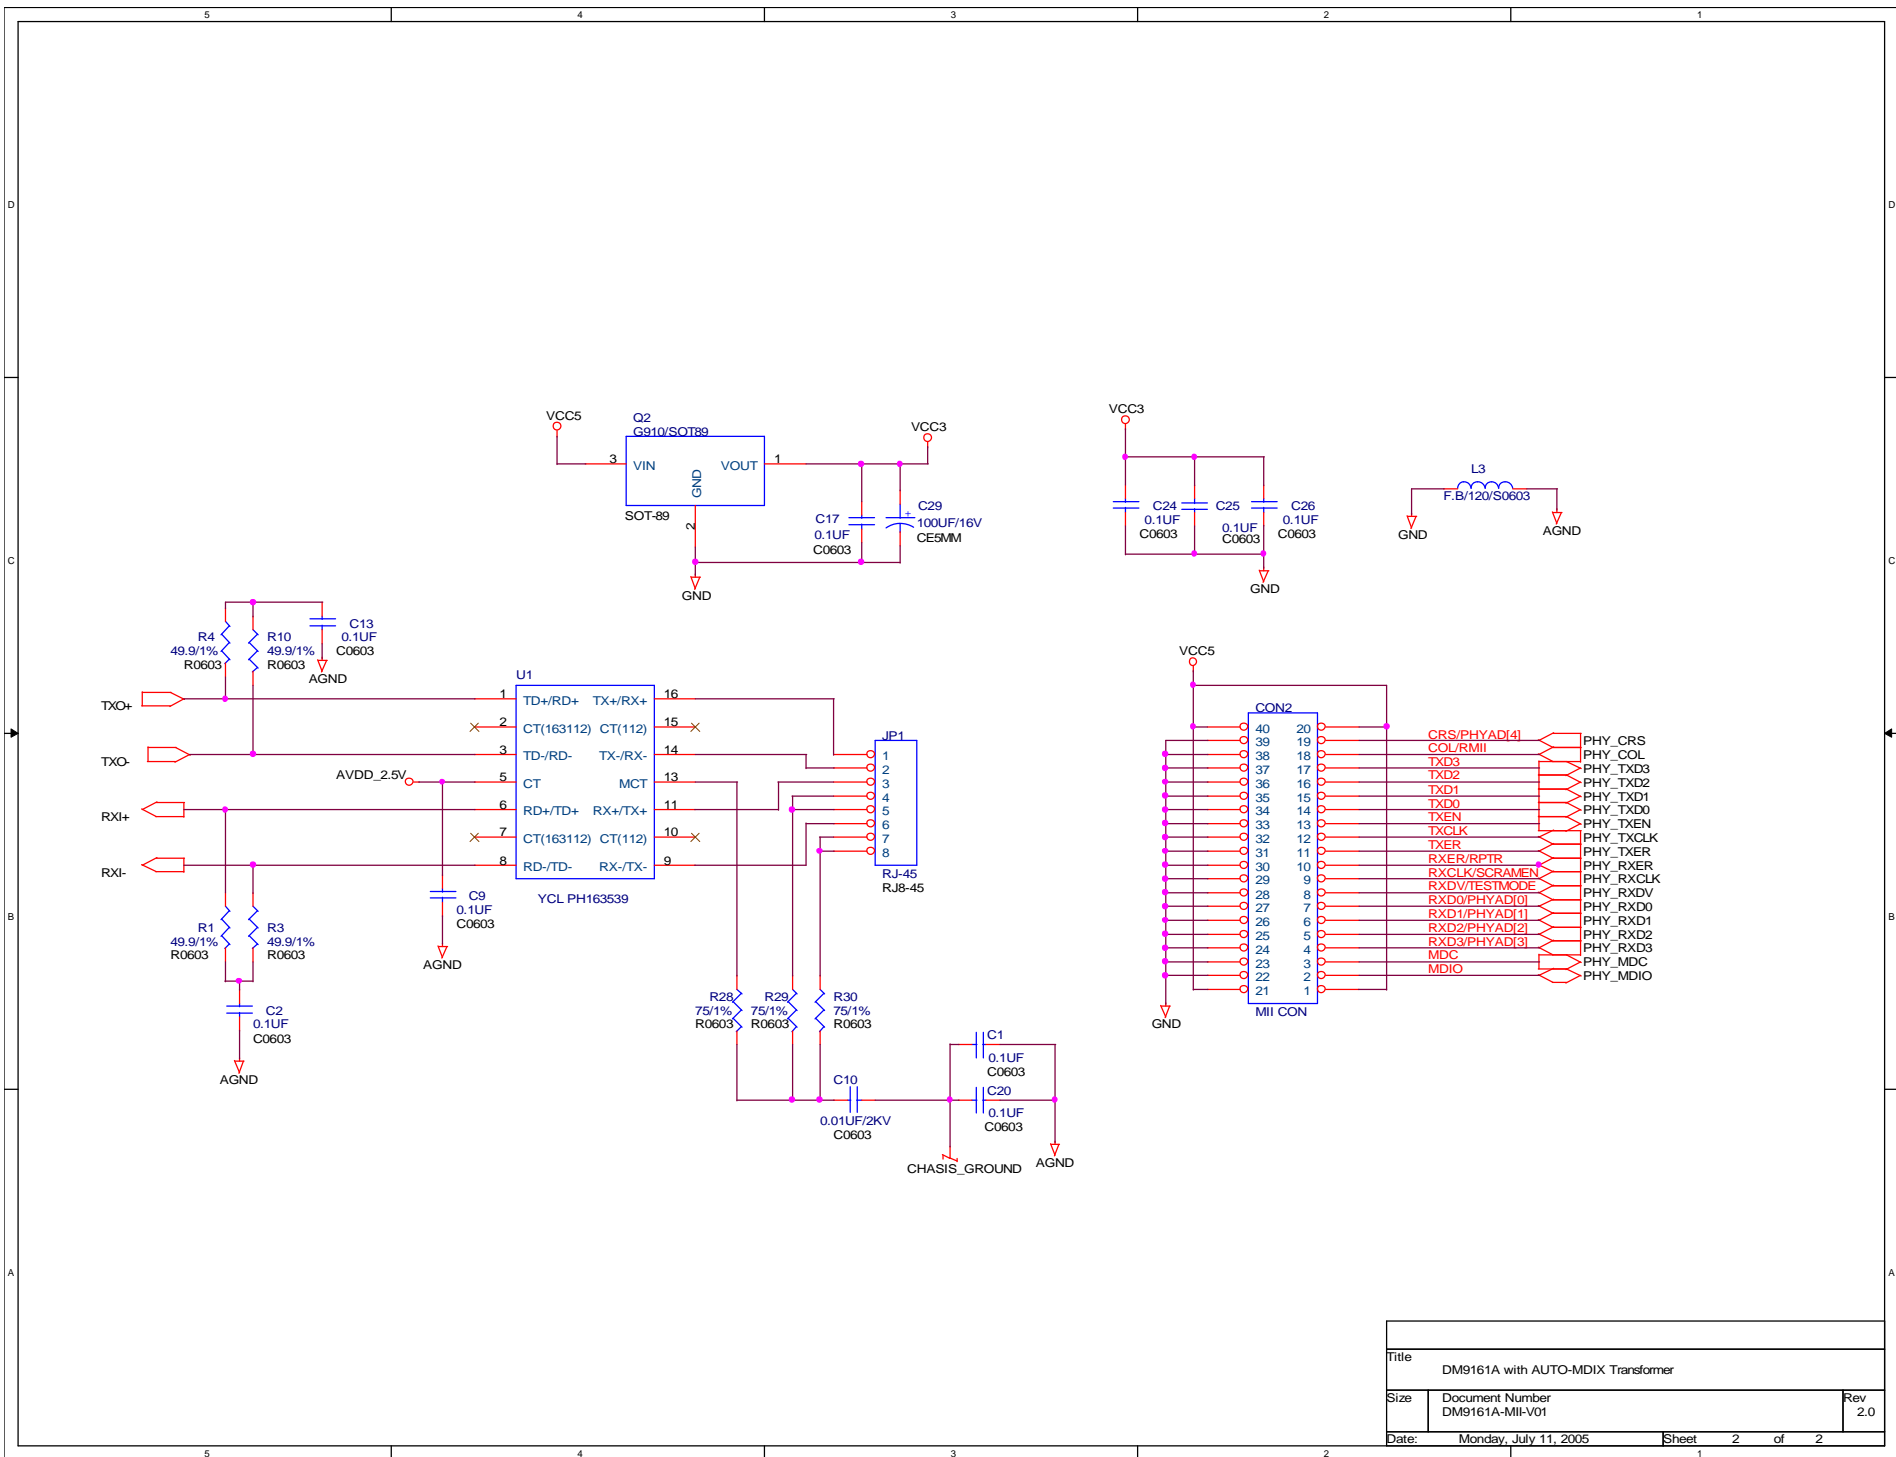 5 4 3 2 1
D D
VCC5
Q2
G910/SOT89
3 VIN VOUT 1
GND
2
SOT-89
VCC3
C17
0.1UF
C0603
C29
100UF/16V
CE5MM
GND
VCC3
C24
0.1UF
C0603
C25
0.1UF
C0603
C26
0.1UF
C0603
GND
L3
F.B/120/S0603
GND
AGND
C C
R4
49.9/1%
R0603
R10
49.9/1%
R0603
C13
0.1UF
C0603
AGND
TXO+
TXO-
AVDD_2.5V
RXI+
RXI-
U1
1 TD+/RD+ TX+/RX+ 16
2 CT(163112) CT(112) 15
3 TD-/RD- TX-/RX- 14
5 CT MCT 13
6 RD+/TD+ RX+/TX+ 11
7 CT(163112) CT(112) 10
8 RD-/TD- RX-/TX- 9
YCL PH163539
JP1
1
2
3
4
5
6
7
8
RJ-45
RJ8-45
C9
0.1UF
C0603
AGND
R1
49.9/1%
R0603
R3
49.9/1%
R0603
C2
0.1UF
C0603
AGND
R28
75/1%
R0603
R29
75/1%
R0603
R30
75/1%
R0603
C10
0.01UF/2KV
C0603
C1
0.1UF
C0603
C20
0.1UF
C0603
CHASIS_GROUND
AGND
VCC5
CON2
40 20
39 19 CRS/PHYAD[4] PHY_CRS
38 18 COL/RMII PHY_COL
37 17 TXD3 PHY_TXD3
36 16 TXD2 PHY_TXD2
35 15 TXD1 PHY_TXD1
34 14 TXD0 PHY_TXD0
33 13 TXEN PHY_TXEN
32 12 TXCLK PHY_TXCLK
31 11 TXER PHY_TXER
30 10 RXER/RPTR PHY_RXER
29 9 RXCLK/SCRAMEN PHY_RXCLK
28 8 RXDV/TESTMODE PHY_RXDV
27 7 RXD0/PHYAD[0] PHY_RXD0
26 6 RXD1/PHYAD[1] PHY_RXD1
25 5 RXD2/PHYAD[2] PHY_RXD2
24 4 RXD3/PHYAD[3] PHY_RXD3
23 3 MDC PHY_MDC
22 2 MDIO PHY_MDIO
21 1
MII CON
GND
B B
A A
Title
DM9161A with AUTO-MDIX Transformer
Size Document Number Rev
DM9161A-MII-V01 2.0
Date: Monday, July 11, 2005 Sheet 2 of 2
5 4 3 2 1